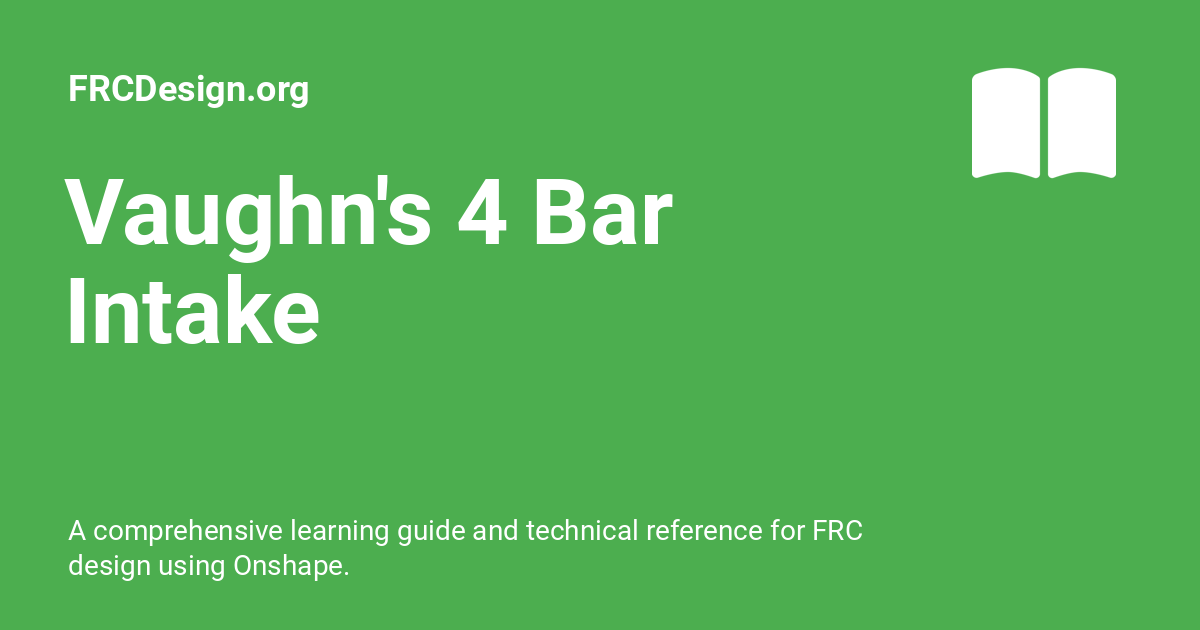 FRCDesign.org
Vaughn's 4 Bar
Intake
A comprehensive learning guide and technical reference for FRC
design using Onshape.